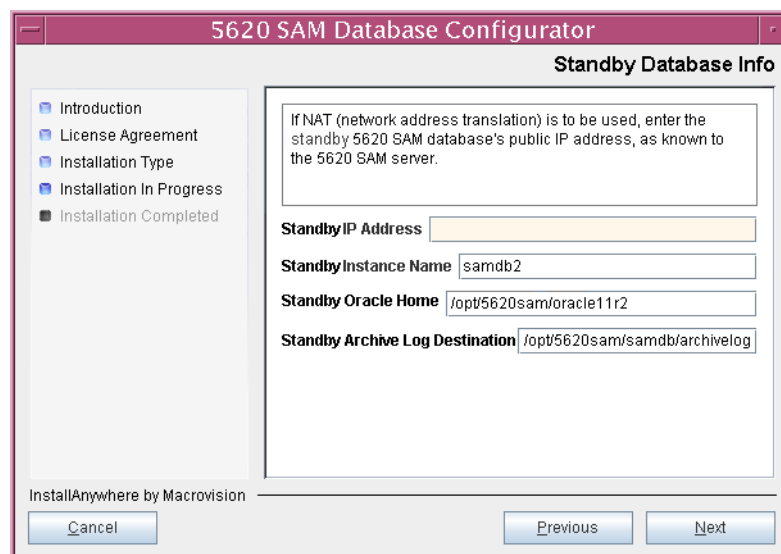 5620 SAM Database Configurator
Standby Database Info
Introduction
License Agreement
Installation Type
Installation In Progress
Installation Completed
If NAT (network address translation) is to be used, enter the
standby 5620 SAM database's public IP address, as known to
the 5620 SAM server.
Standby IP Address
Standby Instance Name samdb2
Standby Oracle Home /opt/5620sam/oracle11r2
Standby Archive Log Destination /opt/5620sam/samdb/archivelog
InstallAnywhere by Macrovision
Cancel Previous Next